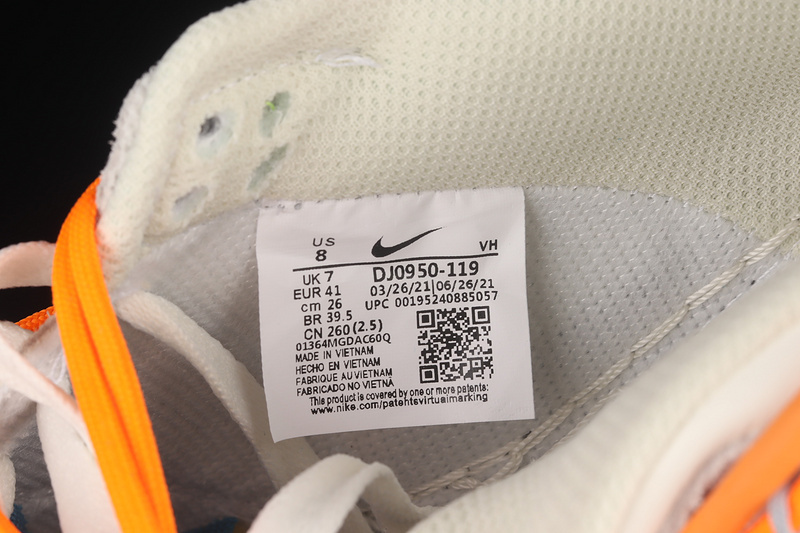 US VH
8
UK 7 DJ0950-119
EUR 41 03/26/21|06/26/21
cm 26 UPC 00195240885057
BR 39.5
CN 260 (2.5)
01364MGDAC60Q
MADE IN VIETNAM
HECHO EN VIETNAM
FABRIQUE AU VIETNAM
FABRICADO NO VIETNA
This product is covered by one or more patents:
www.nike.com/patentsvirtualmarking